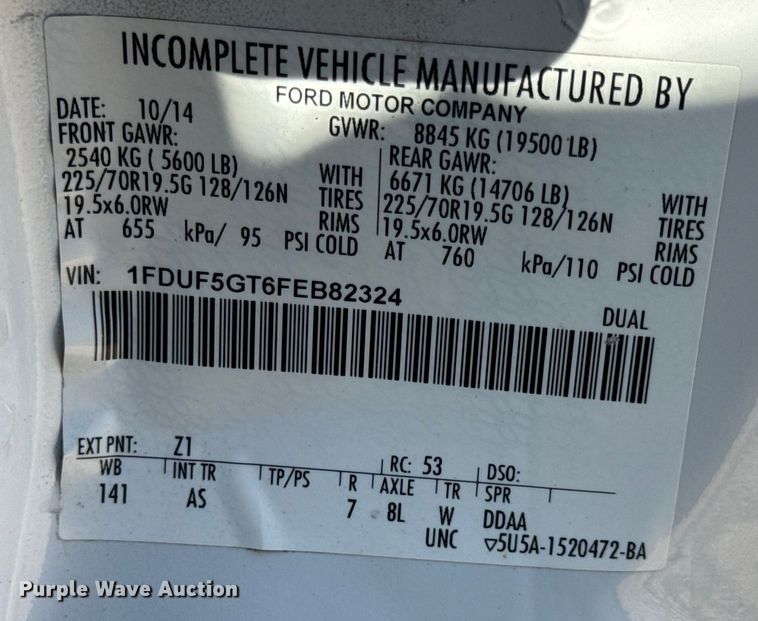 INCOMPLETE VEHICLE MANUFACTURED BY
FORD MOTOR COMPANY
DATE: 10/14 GVWR: 8845 KG (19500 LB)
FRONT GAWR: REAR GAWR:
2540 KG ( 5600 LB) WITH 6671 KG (14706 LB) WITH
225/70R19.5G 128/126N TIRES 225/70R19.5G 128/126N TIRES
19.5x6.0RW RIMS 19.5x6.0RW RIMS
AT 655 kPa/ 95 PSI COLD AT 760 kPa/110 PSI COLD
VIN: 1FDUF5GT6FEB82324
DUAL
EXT PNT: Z1 RC: 53 DSO:
WB INT TR TP/PS R AXLE TR SPR
141 AS 7 8L W DDAA
UNC ▽5U5A-1520472-BA
Purple Wave Auction